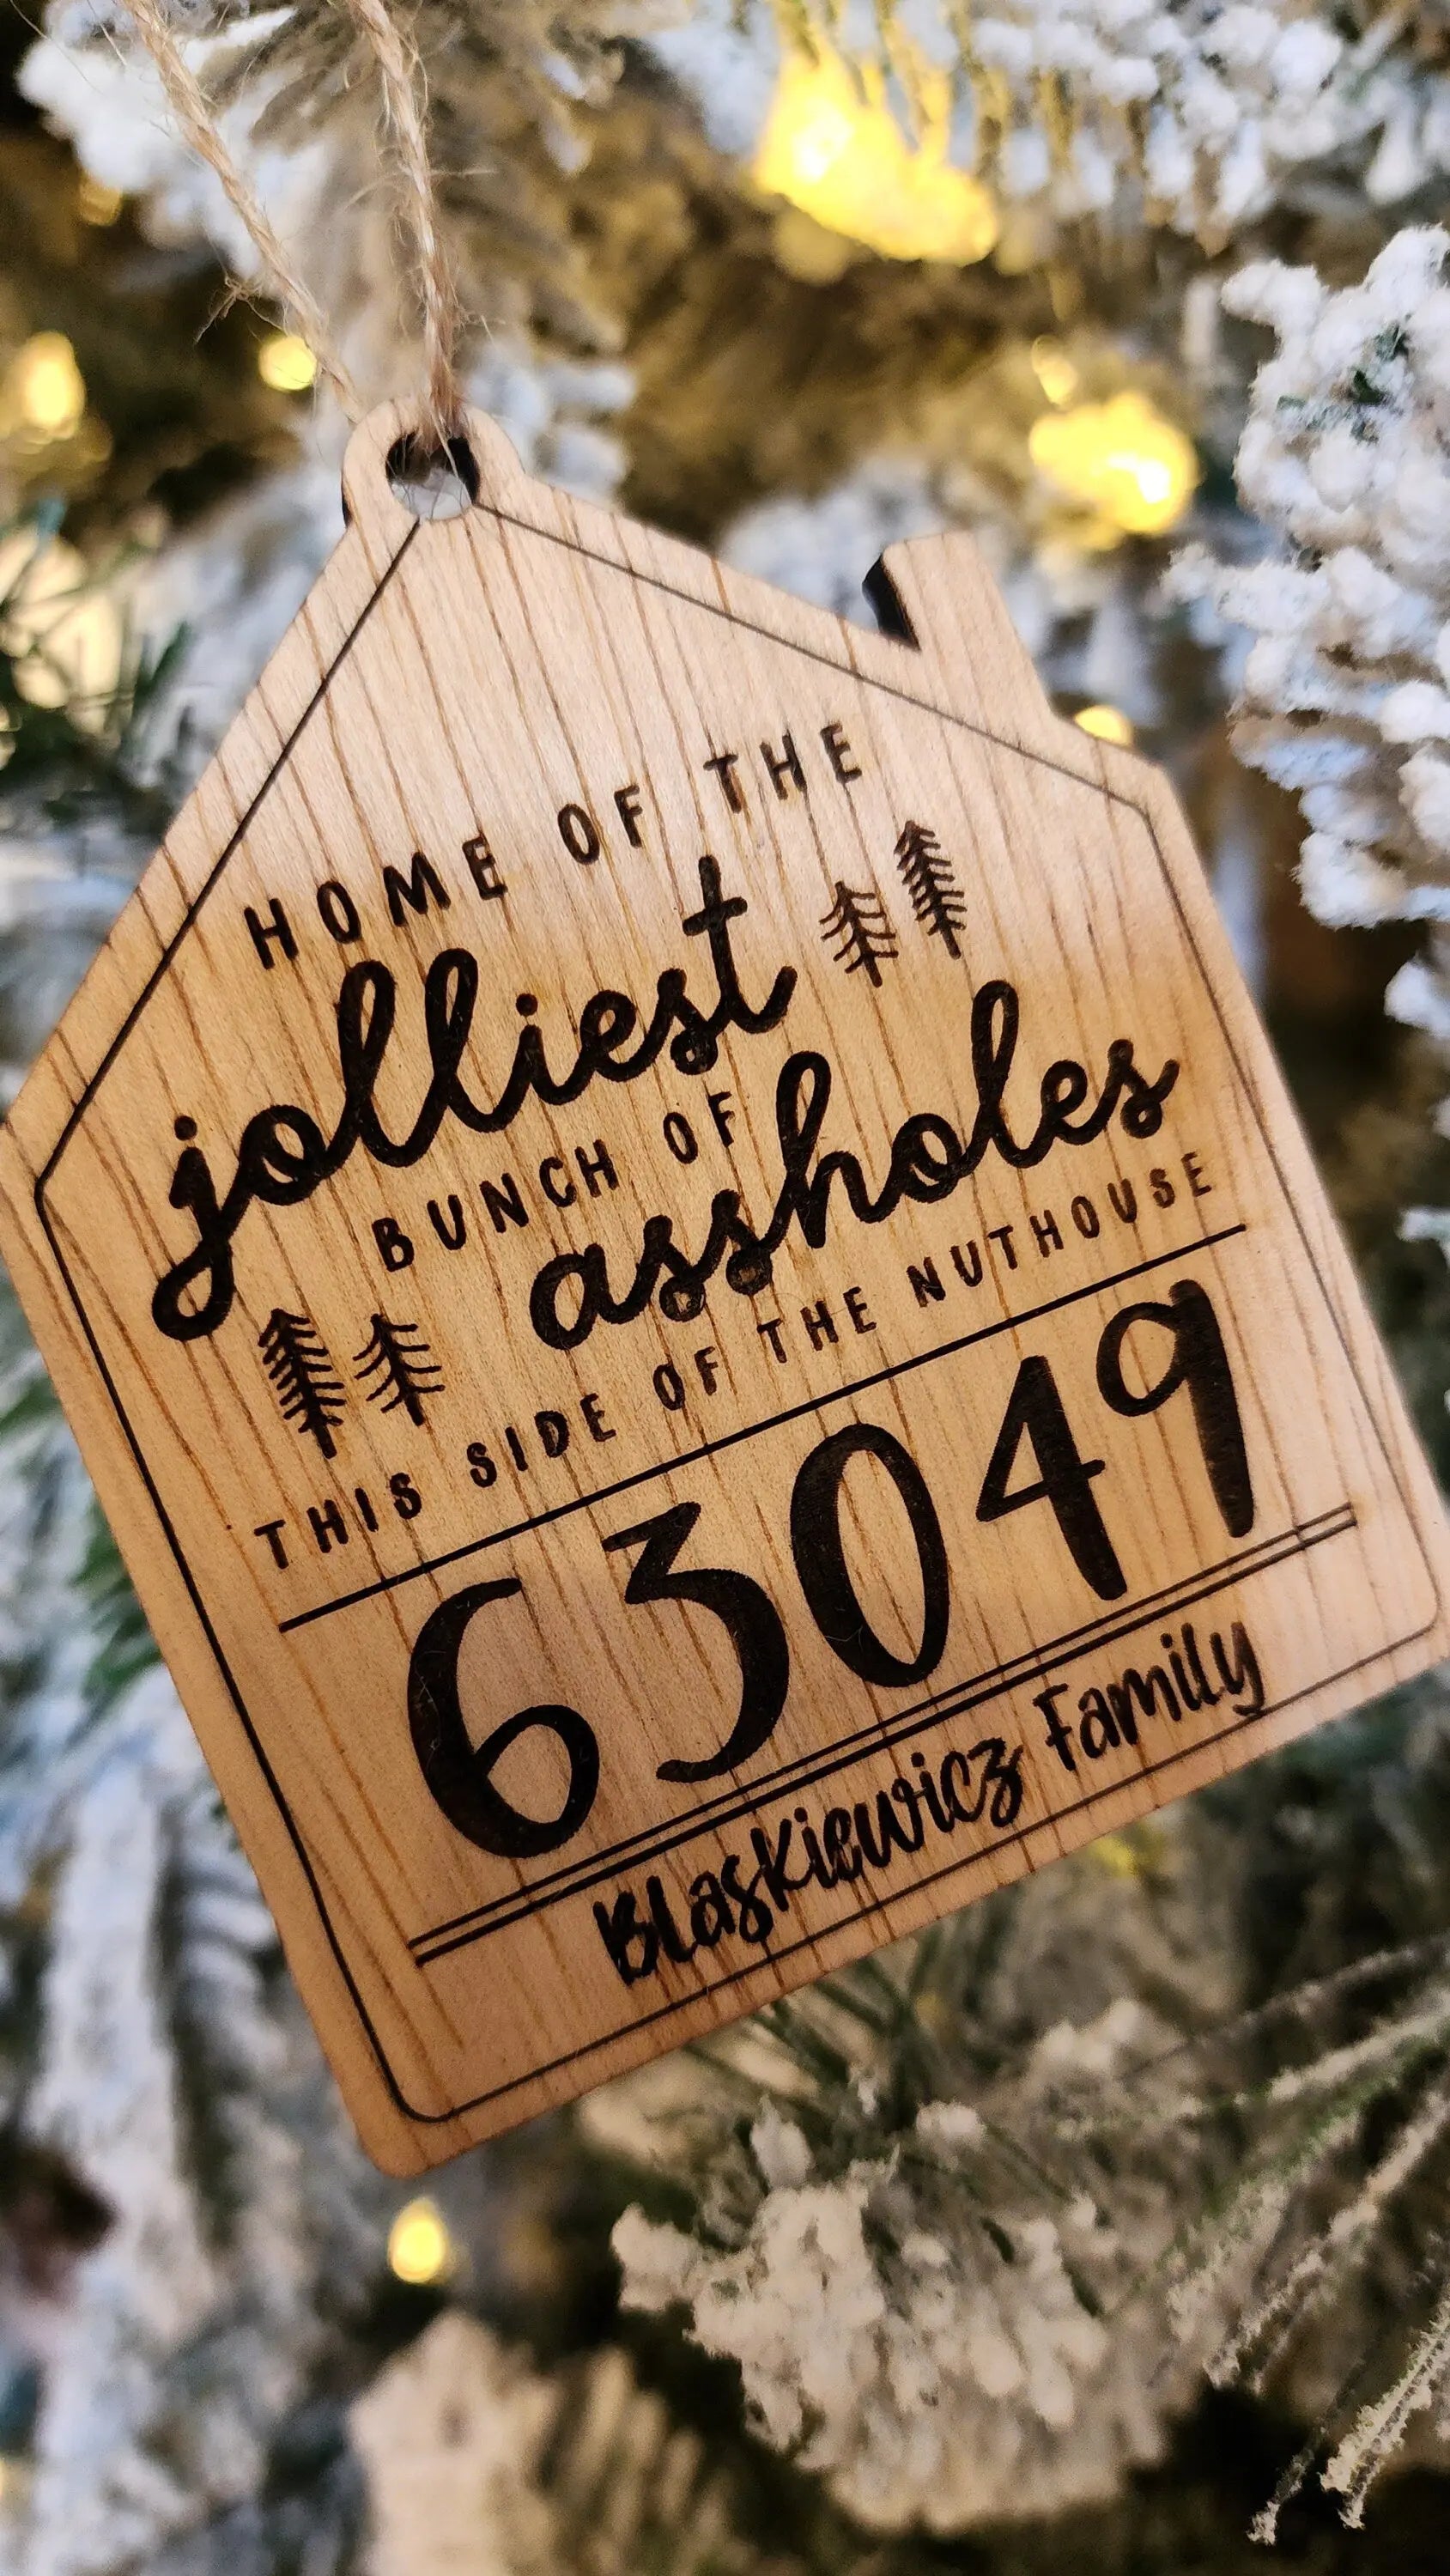 HOME OF THE
jolliest
BUNCH OF
assholes
THIS SIDE OF THE NUTHOUSE
63049
Blaskiewicz Family